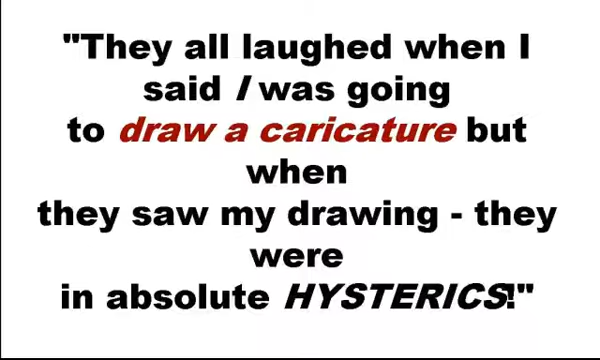 "They all laughed when I
said I was going
to draw a caricature but
when
they saw my drawing - they
were
in absolute HYSTERICS!"